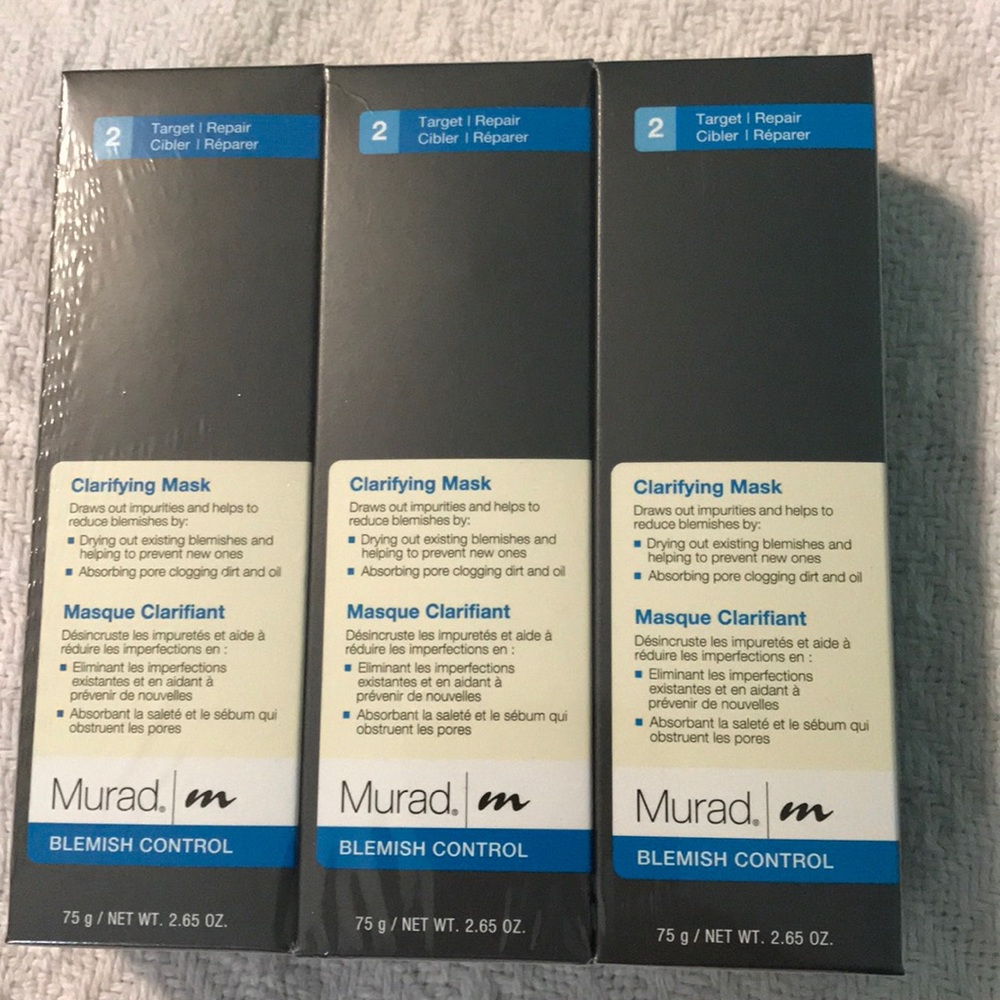 2
Target | Repair
Cibler | Réparer
Clarifying Mask
Draws out impurities and helps to
reduce blemishes by:
Drying out existing blemishes and
helping to prevent new ones
Absorbing pore clogging dirt and oil
Masque Clarifiant
Désincruste les impuretés et aide à
réduire les imperfections en :
Eliminant les imperfections
existantes et en aidant à
prévenir de nouvelles
Absorbant la saleté et le sébum qui
obstruent les pores
Murad® | m
BLEMISH CONTROL
75 g / NET WT. 2.65 OZ.
2
Target | Repair
Cibler | Réparer
Clarifying Mask
Draws out impurities and helps to
reduce blemishes by:
Drying out existing blemishes and
helping to prevent new ones
Absorbing pore clogging dirt and oil
Masque Clarifiant
Désincruste les impuretés et aide à
réduire les imperfections en :
Eliminant les imperfections
existantes et en aidant à
prévenir de nouvelles
Absorbant la saleté et le sébum qui
obstruent les pores
Murad® | m
BLEMISH CONTROL
75 g / NET WT. 2.65 OZ.
2
Target | Repair
Cibler | Réparer
Clarifying Mask
Draws out impurities and helps to
reduce blemishes by:
Drying out existing blemishes and
helping to prevent new ones
Absorbing pore clogging dirt and oil
Masque Clarifiant
Désincruste les impuretés et aide à
réduire les imperfections en :
Eliminant les imperfections
existantes et en aidant à
prévenir de nouvelles
Absorbant la saleté et le sébum qui
obstruent les pores
Murad® | m
BLEMISH CONTROL
75 g / NET WT. 2.65 OZ.